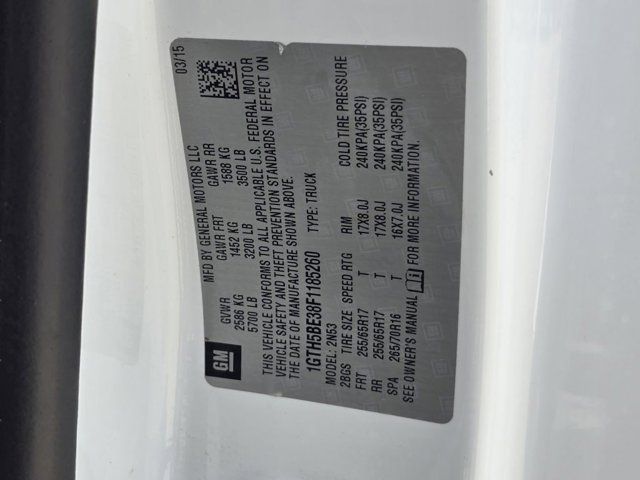 GM
MFD BY GENERAL MOTORS LLC
03/15
GVWR GAWR FRT GAWR RR
2586 KG 1452 KG 1588 KG
5700 LB 3200 LB 3500 LB
THIS VEHICLE CONFORMS TO ALL APPLICABLE U.S. FEDERAL MOTOR
VEHICLE SAFETY AND THEFT PREVENTION STANDARDS IN EFFECT ON
THE DATE OF MANUFACTURE SHOWN ABOVE.
1GTH5BE38F1185260 TYPE: TRUCK
MODEL: 2N53
2BGS TIRE SIZE SPEED RTG RIM COLD TIRE PRESSURE
FRT 255/65R17 T 17X8.0J 240KPA(35PSI)
RR 255/65R17 T 17X8.0J 240KPA(35PSI)
SPA 265/70R16 T 16X7.0J 240KPA(35PSI)
SEE OWNER'S MANUAL FOR MORE INFORMATION.